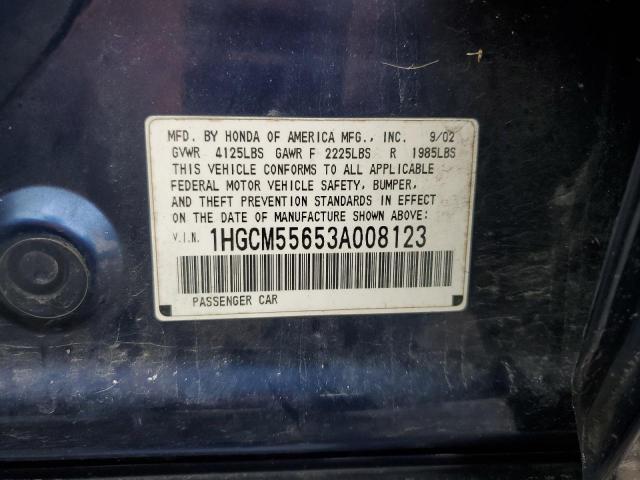 MFD. BY HONDA OF AMERICA MFG., INC. 9/02
GVWR 4125LBS GAWR F 2225LBS R 1985LBS
THIS VEHICLE CONFORMS TO ALL APPLICABLE
FEDERAL MOTOR VEHICLE SAFETY, BUMPER,
AND THEFT PREVENTION STANDARDS IN EFFECT
ON THE DATE OF MANUFACTURE SHOWN ABOVE:
V.I.N. 1HGCM55653A008123
PASSENGER CAR